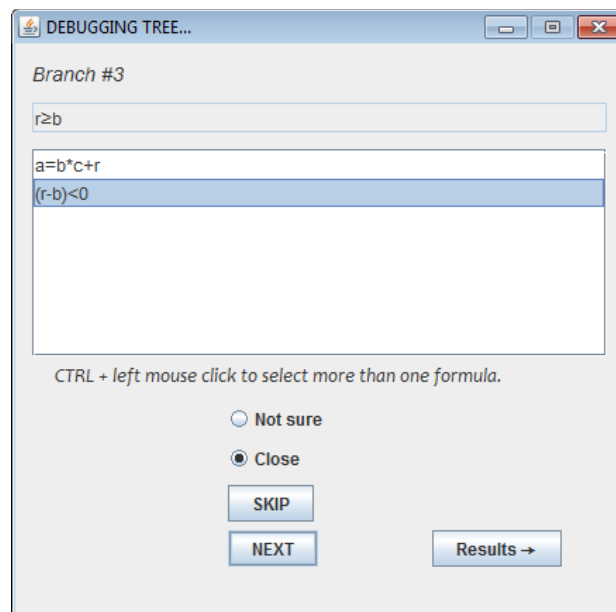 DEBUGGING TREE...
Branch #3
r≥b
a=b*c+r
(r-b)<0
CTRL + left mouse click to select more than one formula.
Not sure
Close
SKIP
NEXT
Results →